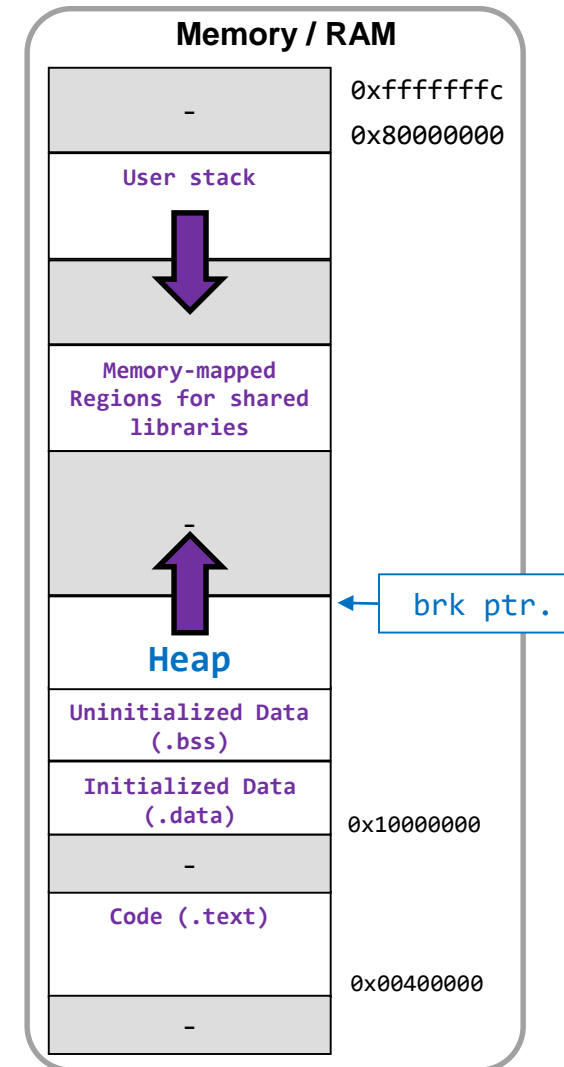 Memory / RAM
-
0xfffffffc
0x80000000
User stack
Memory-mapped
Regions for shared
libraries
-
brk ptr.
Heap
Uninitialized Data
(.bss)
Initialized Data
(.data)
0x10000000
-
Code (.text)
0x00400000
-